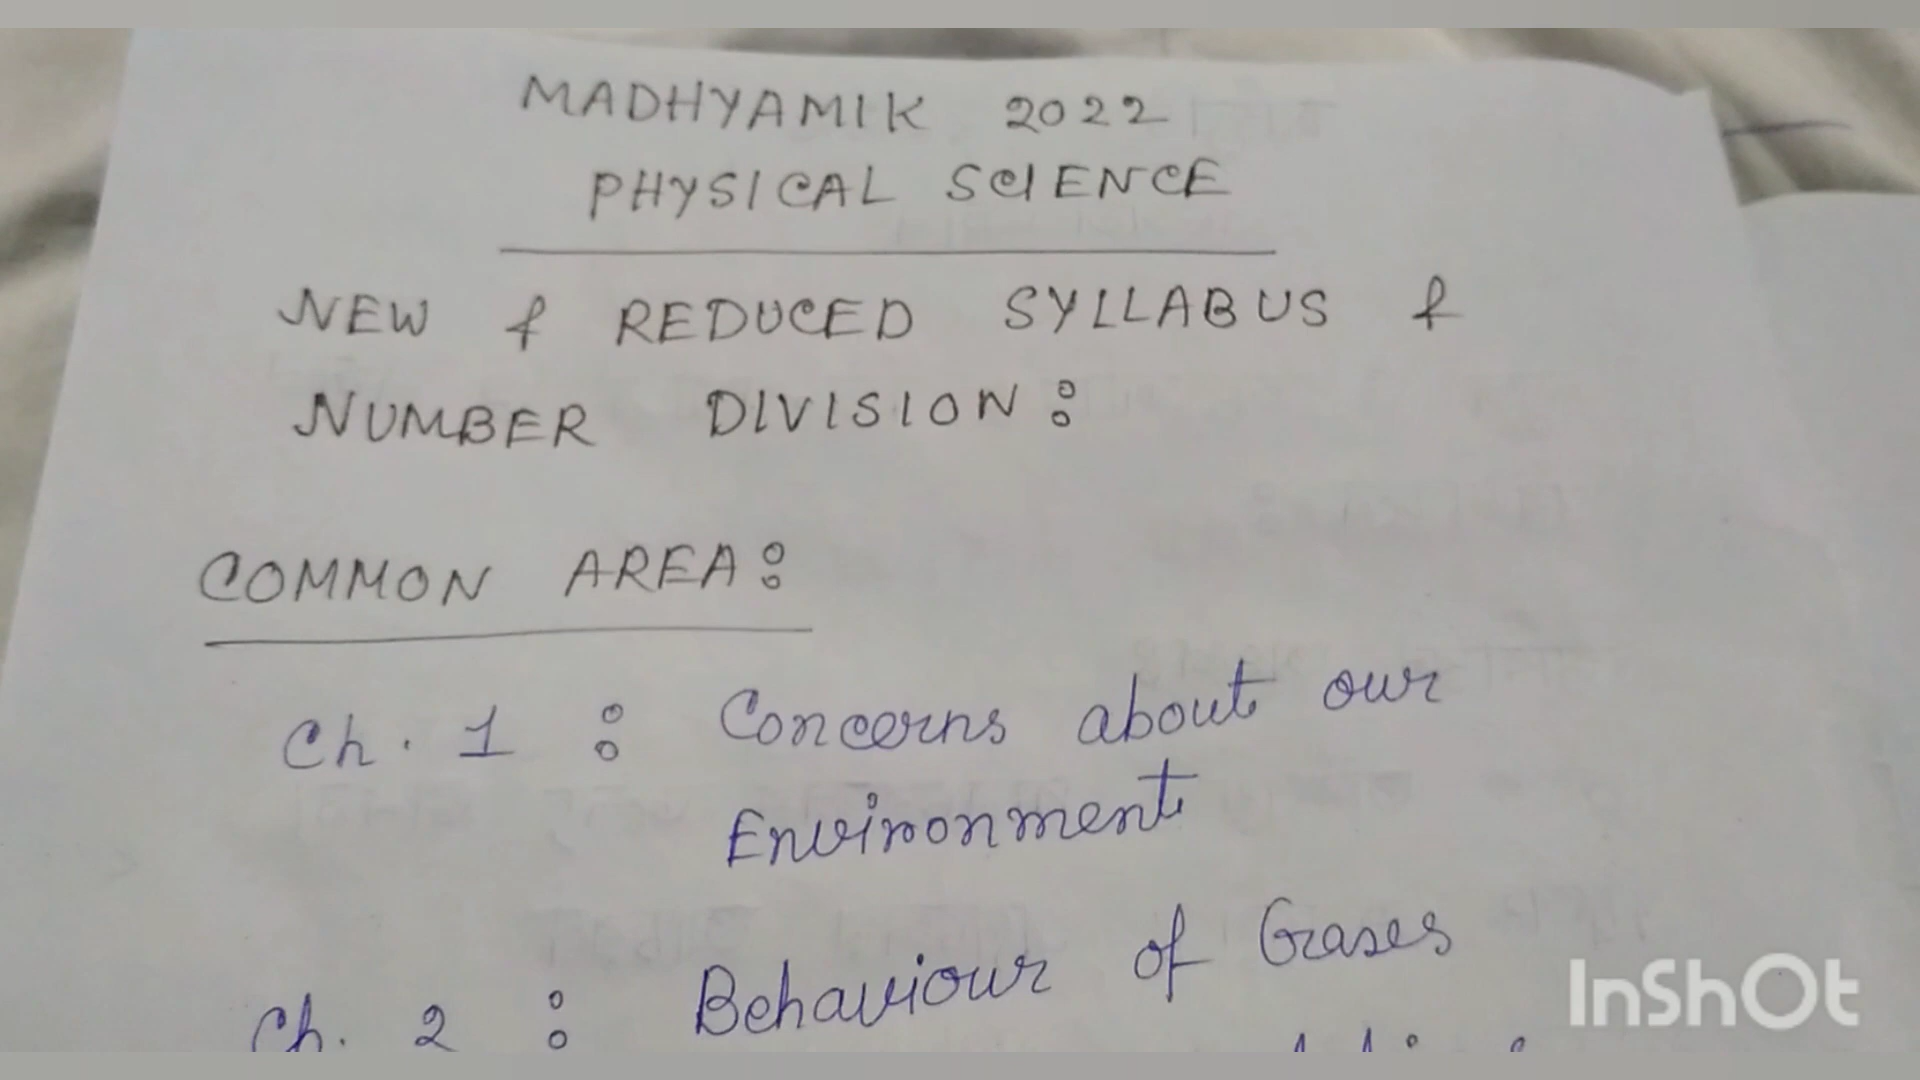 MADHYAMIK 2022
PHYSICAL SCIENCE
NEW & REDUCED SYLLABUS &
NUMBER DIVISION:
COMMON AREA:
Ch. 1 : Concerns about our
Environment
Ch. 2 : Behaviour of Gases
InShOt